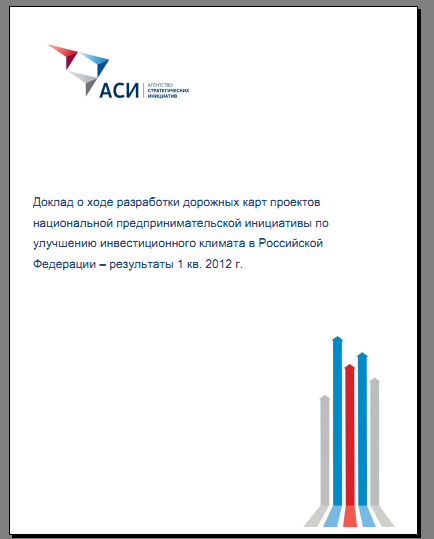 АСИ
АГЕНТСТВО
СТРАТЕГИЧЕСКИХ
ИНИЦИАТИВ
Доклад о ходе разработки дорожных карт проектов
национальной предпринимательской инициативы по
улучшению инвестиционного климата в Российской
Федерации – результаты 1 кв. 2012 г.